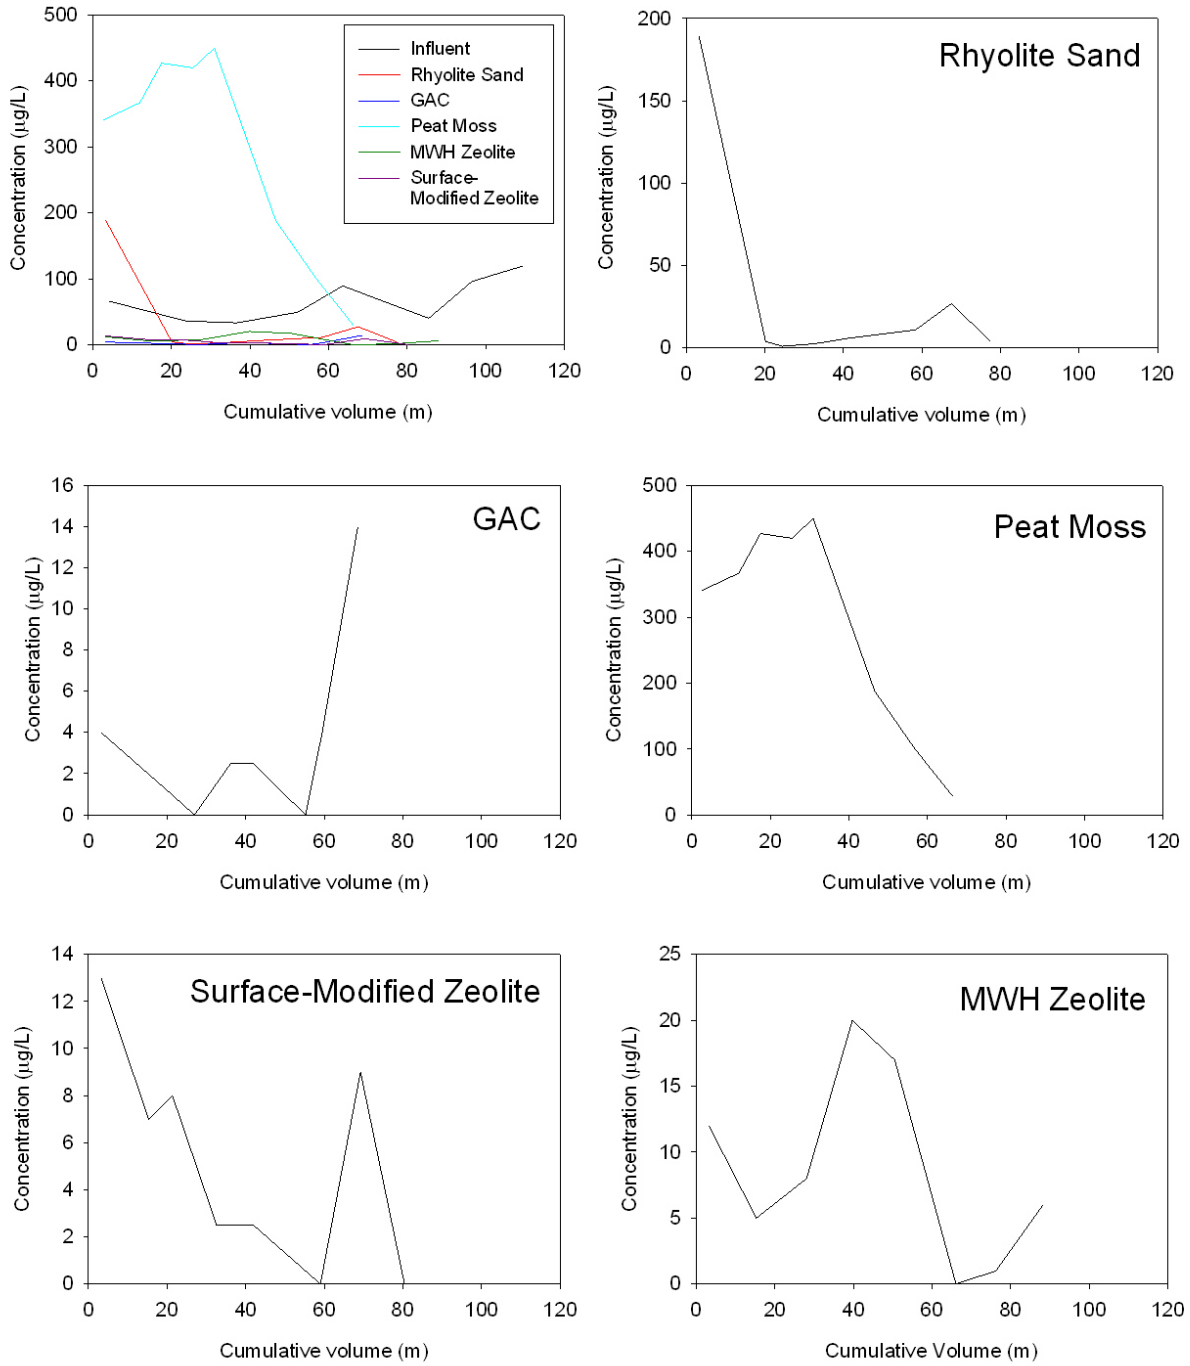 500
400
300
200
100
0
Concentration (µg/L)
Influent
Rhyolite Sand
GAC
Peat Moss
MWH Zeolite
Surface-
Modified Zeolite
0 20 40 60 80 100 120
Cumulative volume (m)
200
150
100
50
0
Concentration (µg/L)
Rhyolite Sand
0 20 40 60 80 100 120
Cumulative volume (m)
16
14
12
10
8
6
4
2
0
Concentration (µg/L)
GAC
0 20 40 60 80 100 120
Cumulative volume (m)
500
400
300
200
100
0
Concentration (µg/L)
Peat Moss
0 20 40 60 80 100 120
Cumulative volume (m)
14
12
10
8
6
4
2
0
Concentration (µg/L)
Surface-Modified Zeolite
0 20 40 60 80 100 120
Cumulative volume (m)
25
20
15
10
5
0
Concentration (µg/L)
MWH Zeolite
0 20 40 60 80 100 120
Cumulative Volume (m)